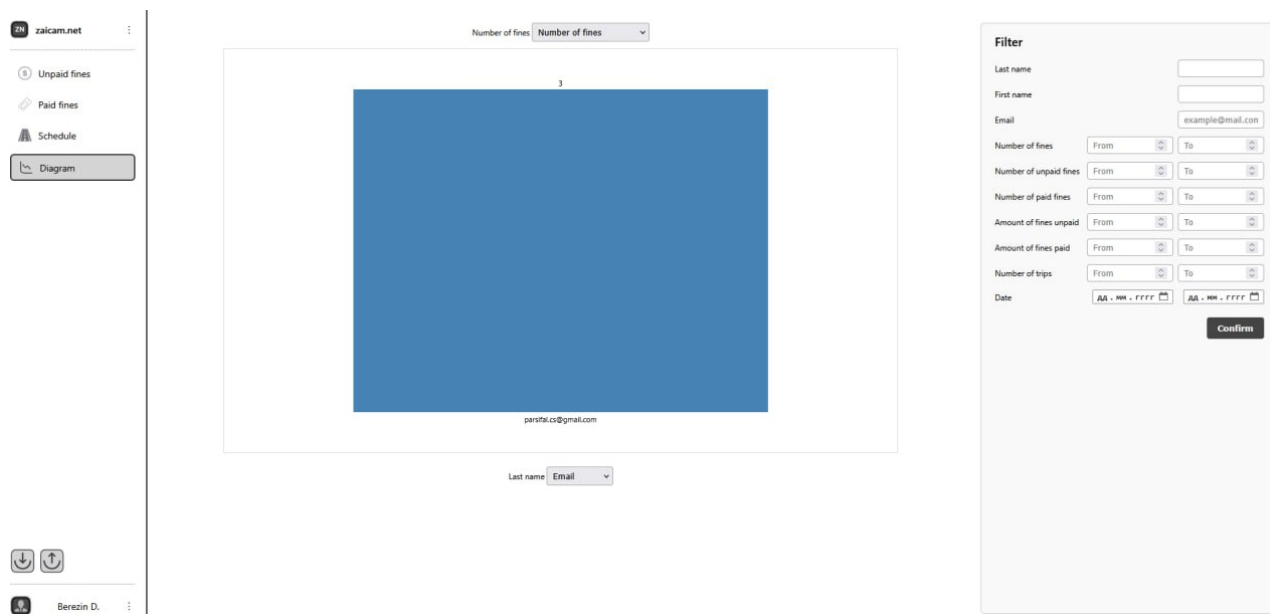 ZN zaicam.net
Unpaid fines
Paid fines
Schedule
Diagram
Berezin D.
Number of fines Number of fines
3
parsifal.cs@gmail.com
Last name Email
Filter
Last name
First name
Email example@mail.con
Number of fines From To
Number of unpaid fines From To
Number of paid fines From To
Amount of fines unpaid From To
Amount of fines paid From To
Number of trips From To
Date дд.мм.гггг дд.мм.гггг
Confirm